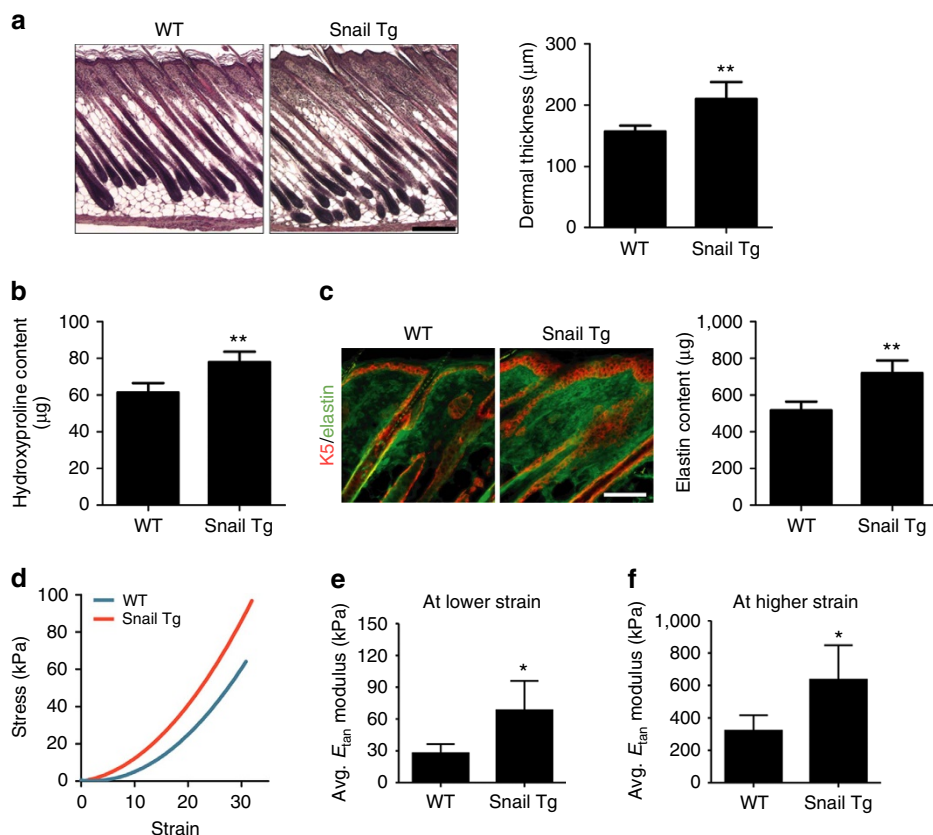 a
WT
Snail Tg
Dermal thickness (µm)
300
200
100
0
**
WT
Snail Tg
b
Hydroxyproline content
(µg)
100
80
60
40
20
0
**
WT
Snail Tg
c
WT
Snail Tg
K5/elastin
Elastin content (µg)
1,000
800
600
400
200
0
**
WT
Snail Tg
d
Stress (kPa)
100
80
60
40
20
0
WT
Snail Tg
0
10
20
30
Strain
e
At lower strain
Avg. Etan modulus (kPa)
150
120
90
60
30
0
*
WT
Snail Tg
f
At higher strain
Avg. Etan modulus (kPa)
1,000
800
600
400
200
0
*
WT
Snail Tg